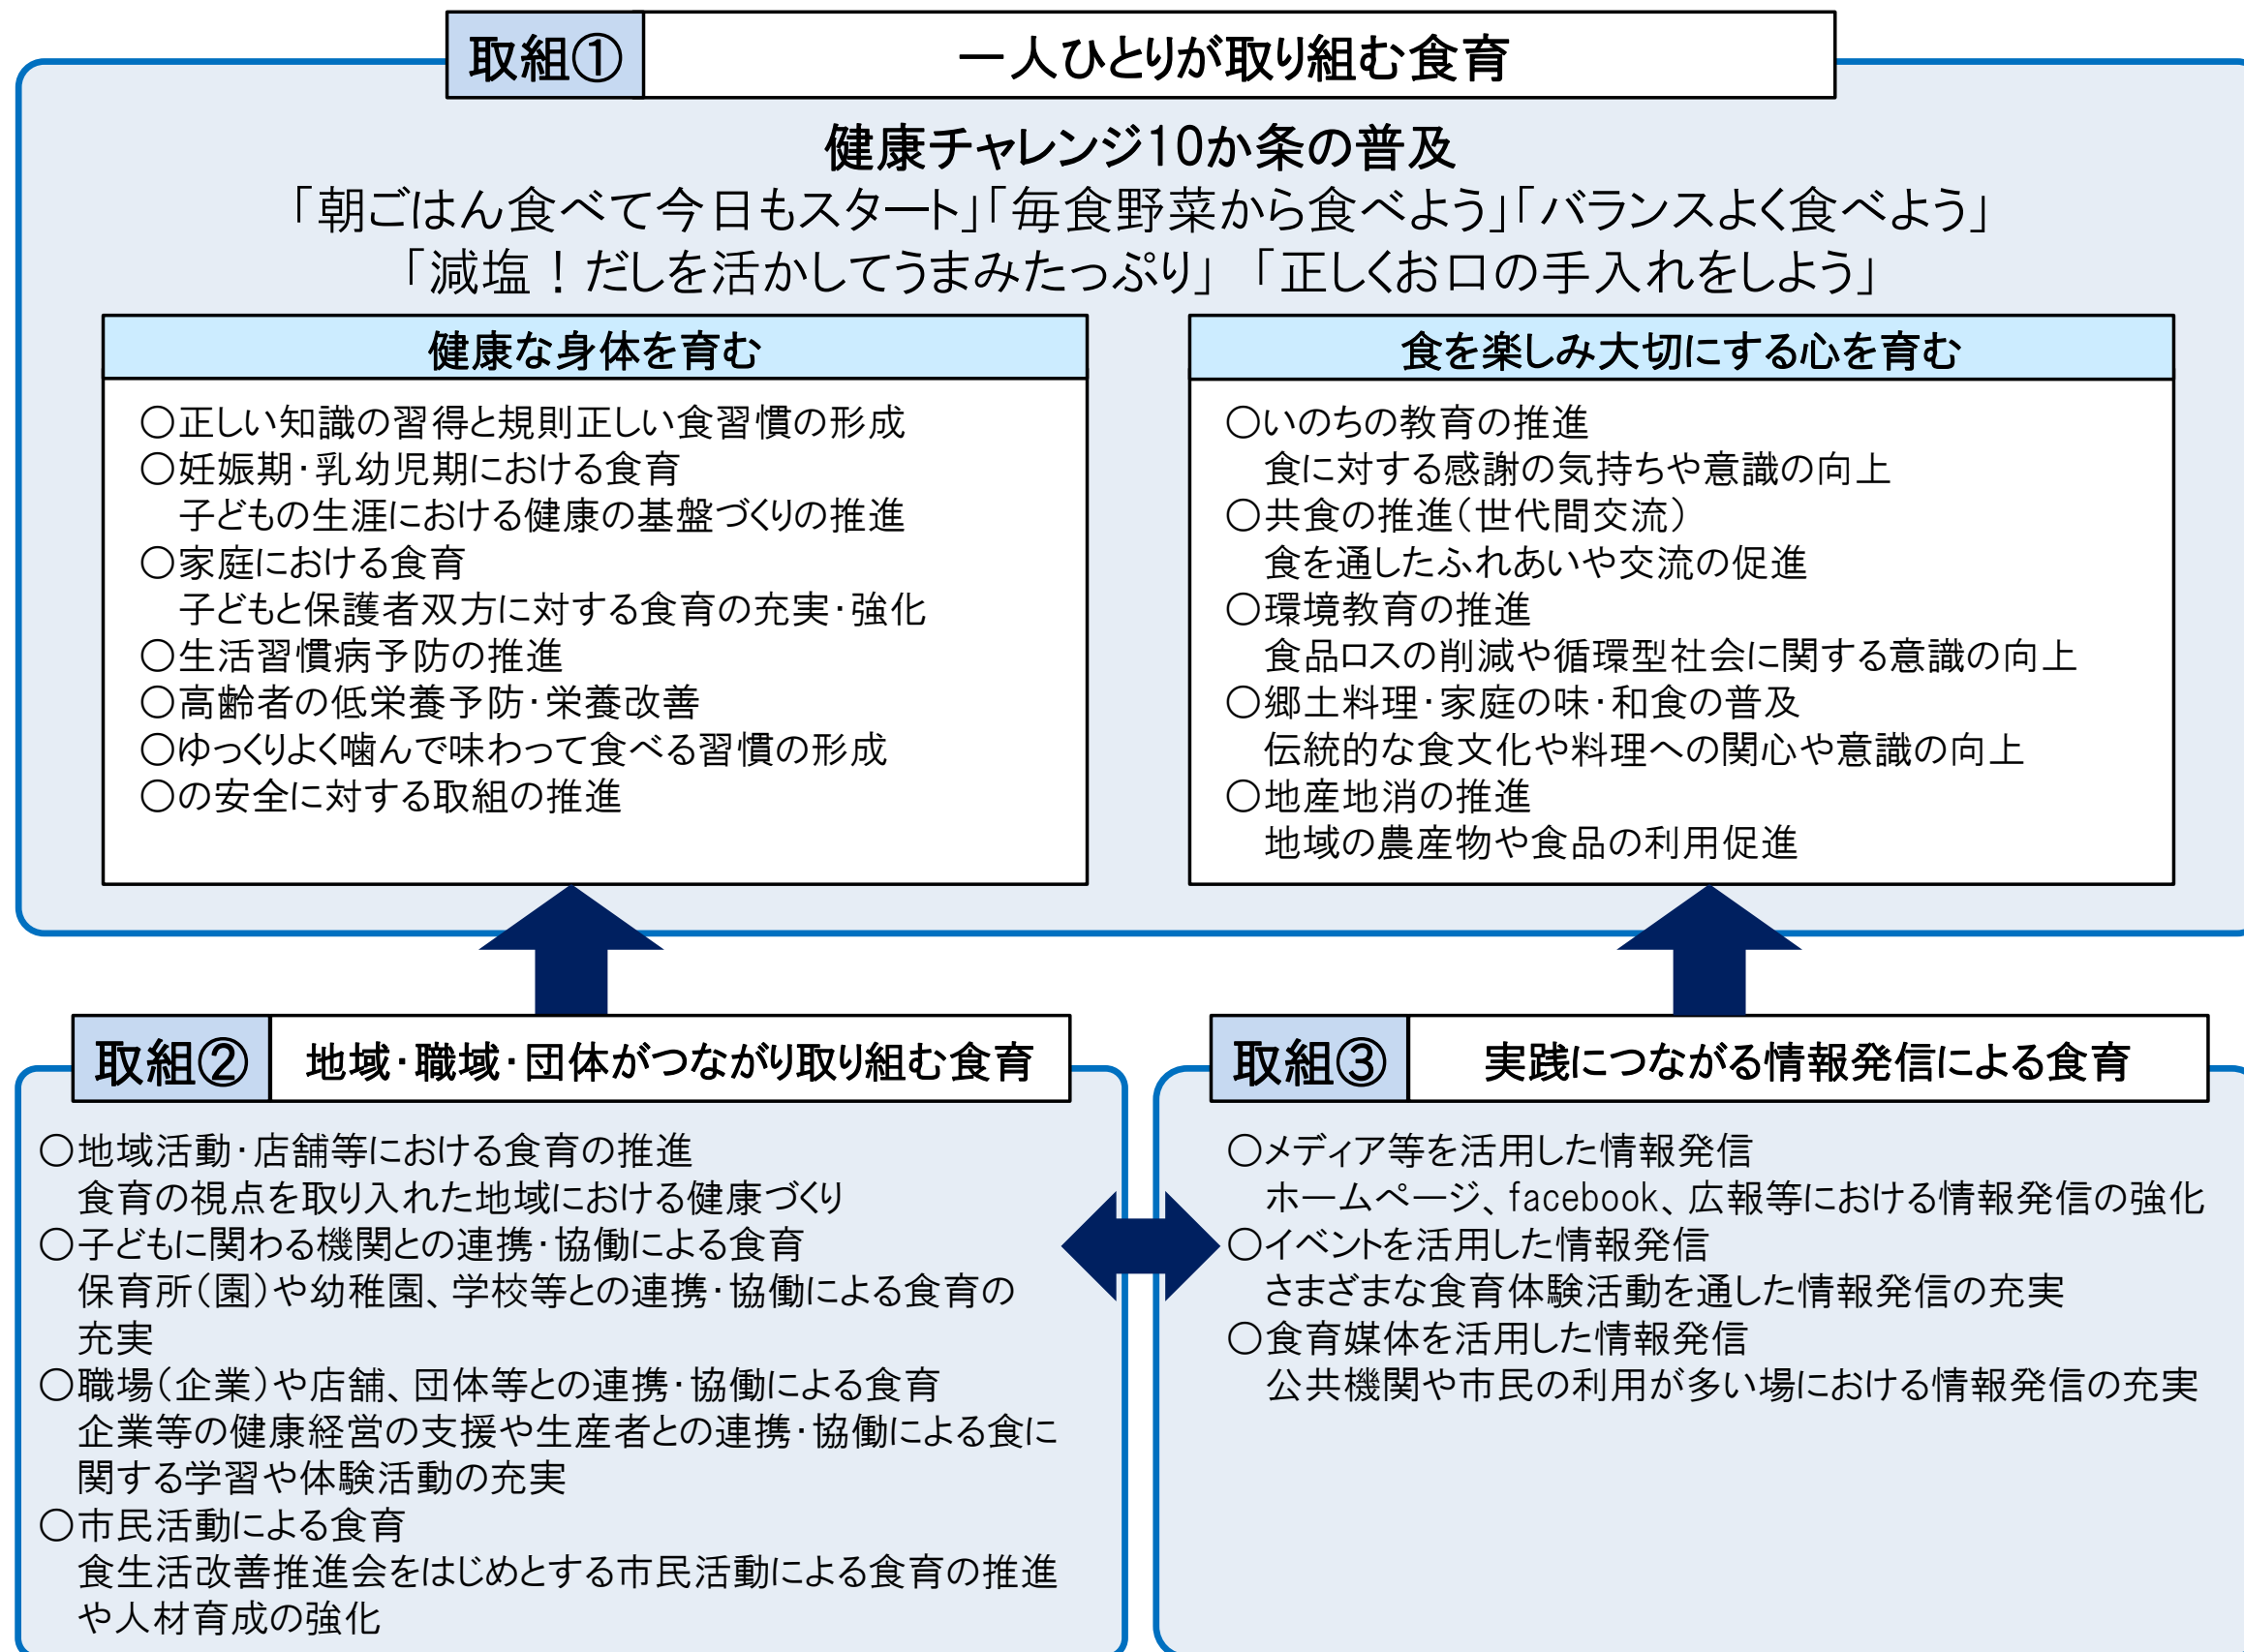 取組① 一人ひとりが取り組む食育
健康チャレンジ10か条の普及
「朝ごはん食べて今日もスタート」「毎食野菜から食べよう」「バランスよく食べよう」
「減塩！だしを活かしてうまみたっぷり」 「正しくお口の手入れをしよう」
健康な身体を育む
○正しい知識の習得と規則正しい食習慣の形成
○妊娠期・乳幼児期における食育
子どもの生涯における健康の基盤づくりの推進
○家庭における食育
子どもと保護者双方に対する食育の充実・強化
○生活習慣病予防の推進
○高齢者の低栄養予防・栄養改善
○ゆっくりよく噛んで味わって食べる習慣の形成
○の安全に対する取組の推進
食を楽しみ大切にする心を育む
○いのちの教育の推進
食に対する感謝の気持ちや意識の向上
○共食の推進（世代間交流）
食を通したふれあいや交流の促進
○環境教育の推進
食品ロスの削減や循環型社会に関する意識の向上
○郷土料理・家庭の味・和食の普及
伝統的な食文化や料理への関心や意識の向上
○地産地消の推進
地域の農産物や食品の利用促進
取組② 地域・職域・団体がつながり取り組む食育
○地域活動・店舗等における食育の推進
食育の視点を取り入れた地域における健康づくり
○子どもに関わる機関との連携・協働による食育
保育所（園）や幼稚園、学校等との連携・協働による食育の
充実
○職場（企業）や店舗、団体等との連携・協働による食育
企業等の健康経営の支援や生産者との連携・協働による食に
関する学習や体験活動の充実
○市民活動による食育
食生活改善推進会をはじめとする市民活動による食育の推進
や人材育成の強化
取組③ 実践につながる情報発信による食育
○メディア等を活用した情報発信
ホームページ、facebook、広報等における情報発信の強化
○イベントを活用した情報発信
さまざまな食育体験活動を通した情報発信の充実
○食育媒体を活用した情報発信
公共機関や市民の利用が多い場における情報発信の充実